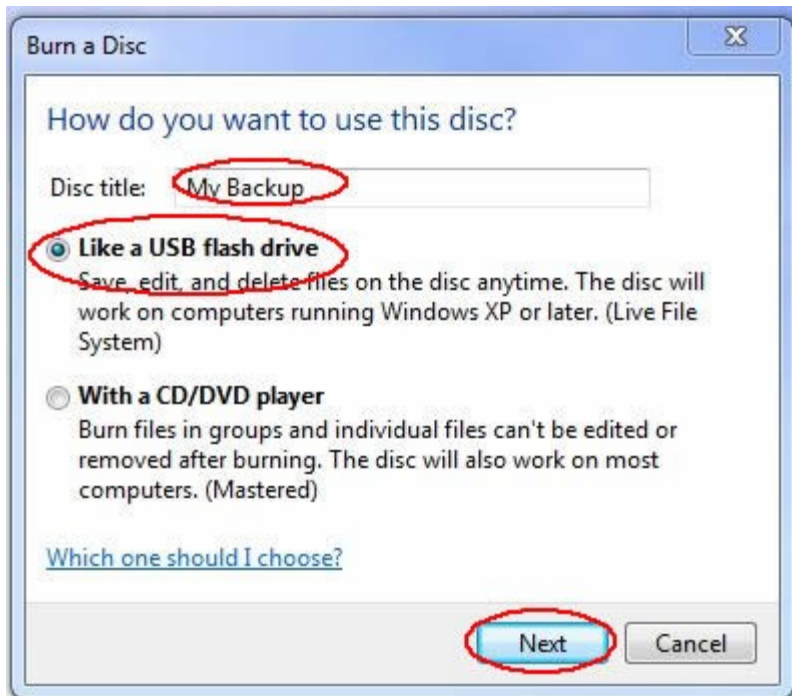 Burn a Disc
How do you want to use this disc?
Disc title: My Backup
Like a USB flash drive
Save, edit, and delete files on the disc anytime. The disc will
work on computers running Windows XP or later. (Live File
System)
With a CD/DVD player
Burn files in groups and individual files can't be edited or
removed after burning. The disc will also work on most
computers. (Mastered)
Which one should I choose?
Next Cancel